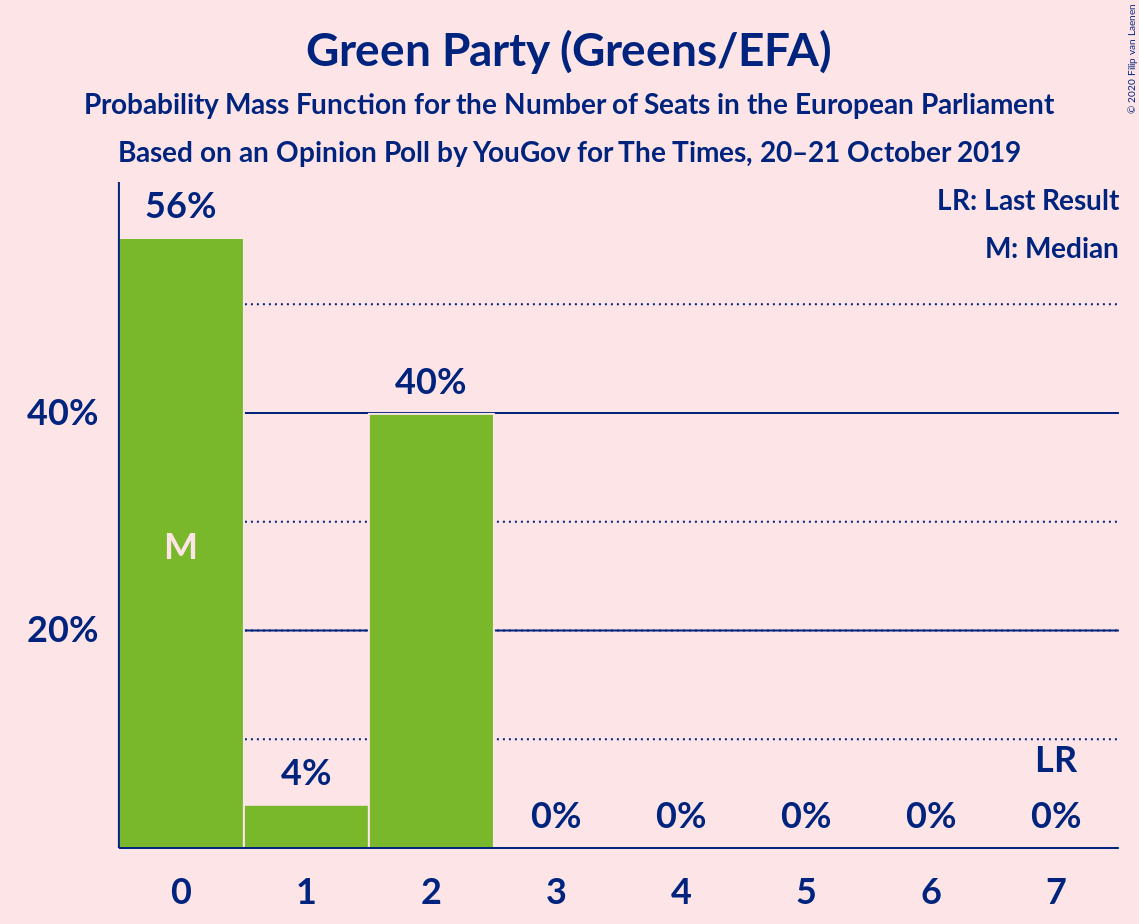 Green Party (Greens/EFA)
Probability Mass Function for the Number of Seats in the European Parliament
Based on an Opinion Poll by YouGov for The Times, 20–21 October 2019
© 2020 Filip van Laenen
LR: Last Result
M: Median
56%
40%
40%
M
20%
4%
LR
0% 0% 0% 0% 0%
0 1 2 3 4 5 6 7